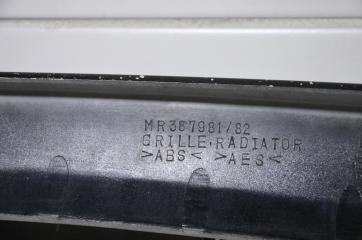 MR387981/82
GRILLE,RADIATOR
>ABS< >AES<